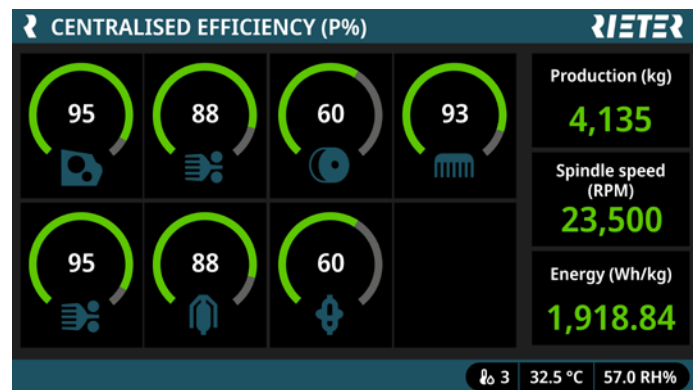 CENTRALISED EFFICIENCY (P%)
RIETER
95
88
60
93
95
88
60
Production (kg)
4,135
Spindle speed
(RPM)
23,500
Energy (Wh/kg)
1,918.84
3
32.5 °C
57.0 RH%